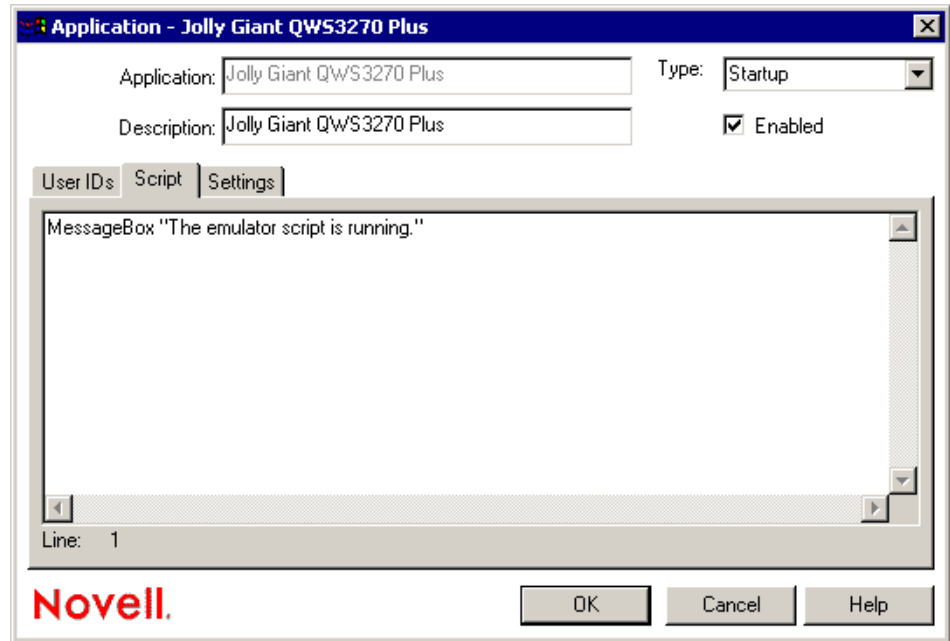 Application - Jolly Giant QWS3270 Plus
Application: Jolly Giant QWS3270 Plus Type: Startup
Description: Jolly Giant QWS3270 Plus Enabled
User IDs Script Settings
MessageBox "The emulator script is running."
Line: 1
Novell. OK Cancel Help